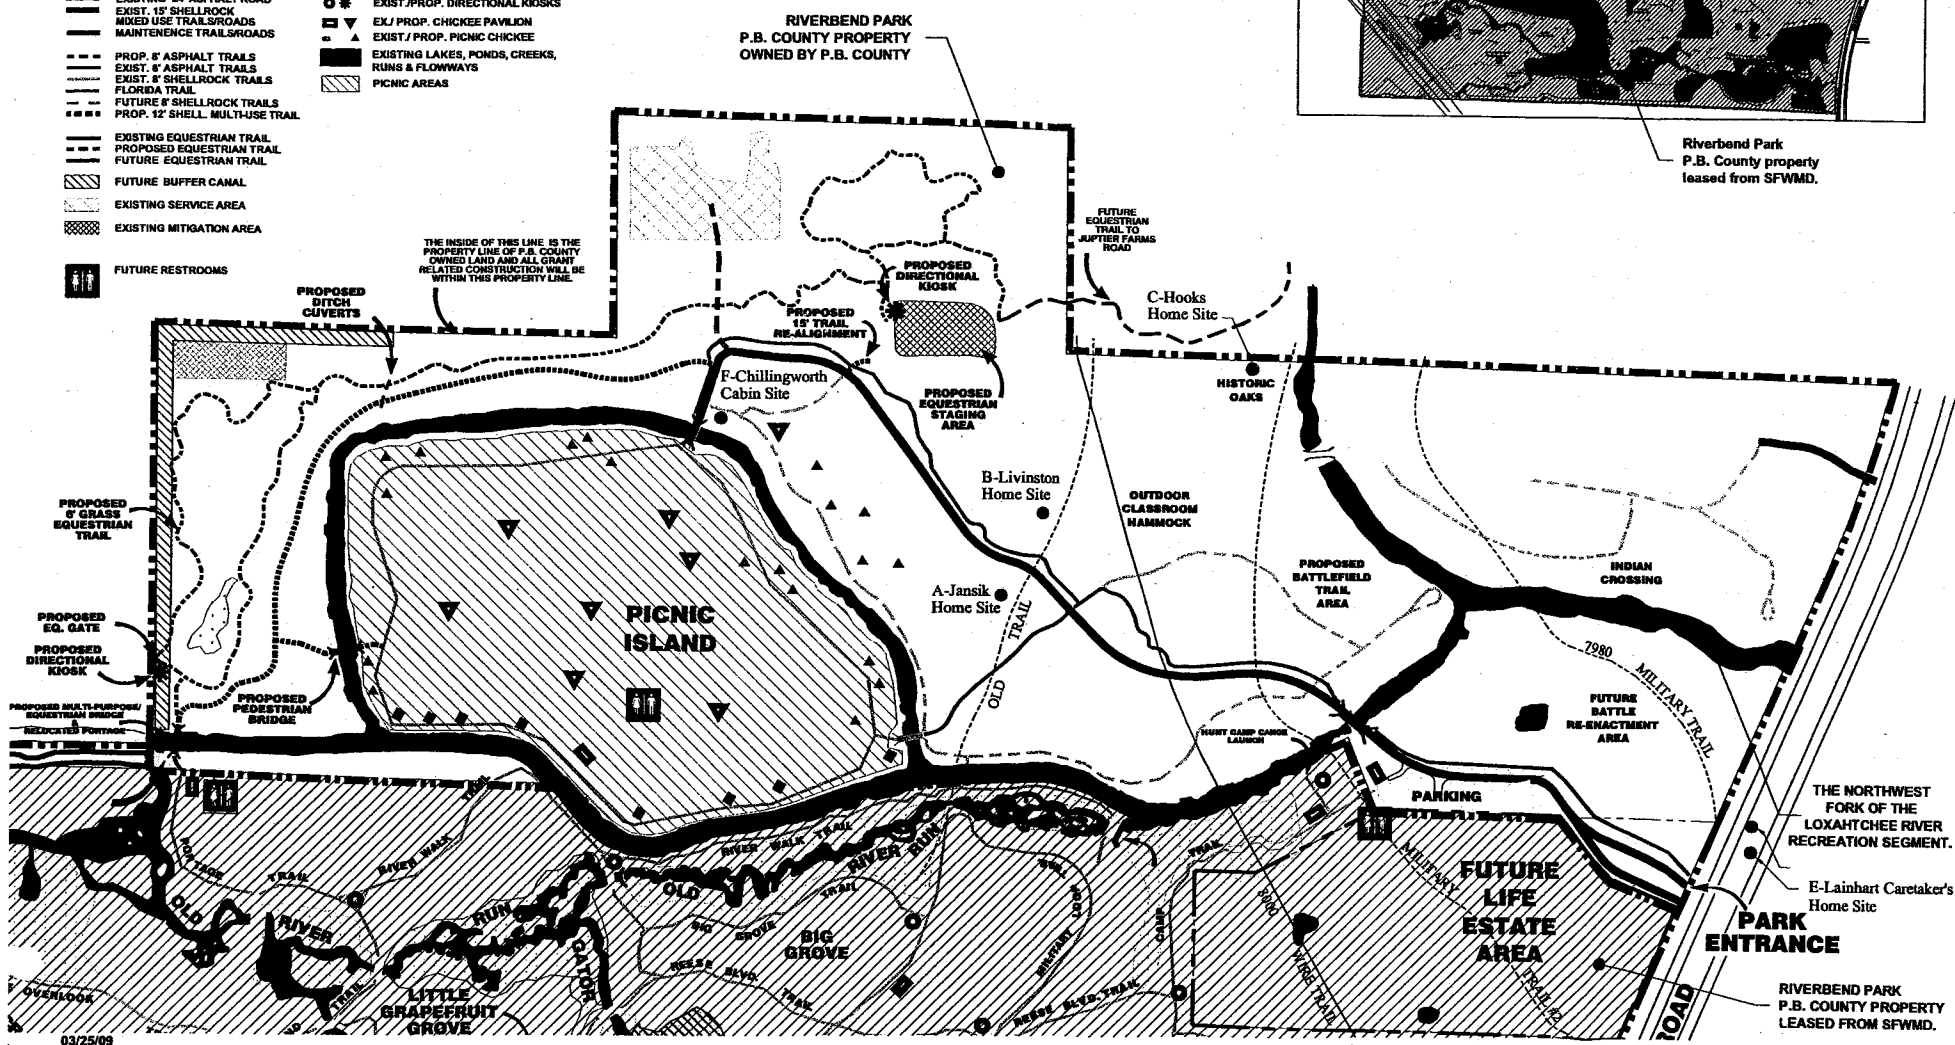 EXIST. 15' SHELLROCK
MIXED USE TRAILS/ROADS
MAINTENENCE TRAILS/ROADS
PROP. 8' ASPHALT TRAILS
EXIST. 8' ASPHALT TRAILS
EXIST. 8' SHELLROCK TRAILS
FLORIDA TRAIL
FUTURE 8' SHELLROCK TRAILS
PROP. 12' SHELL. MULTI-USE TRAIL
EXISTING EQUESTRIAN TRAIL
PROPOSED EQUESTRIAN TRAIL
FUTURE EQUESTRIAN TRAIL
FUTURE BUFFER CANAL
EXISTING SERVICE AREA
EXISTING MITIGATION AREA
FUTURE RESTROOMS
EXIST./PROP. DIRECTIONAL KIOSKS
EX./ PROP. CHICKEE PAVILION
EXIST./ PROP. PICNIC CHICKEE
EXISTING LAKES, PONDS, CREEKS,
RUNS & FLOWWAYS
PICNIC AREAS
RIVERBEND PARK
P.B. COUNTY PROPERTY
OWNED BY P.B. COUNTY
Riverbend Park
P.B. County property
leased from SFWMD.
THE INSIDE OF THIS LINE IS THE
PROPERTY LINE OF P.B. COUNTY
OWNED LAND AND ALL GRANT
RELATED CONSTRUCTION WILL BE
WITHIN THIS PROPERTY LINE.
FUTURE
EQUESTRIAN
TRAIL TO
JUPTIER FARMS
ROAD
PROPOSED
DITCH
CUVERTS
PROPOSED
DIRECTIONAL
KIOSK
PROPOSED
15' TRAIL
RE-ALIGNMENT
C-Hooks
Home Site
HISTORIC
OAKS
F-Chillingworth
Cabin Site
PROPOSED
EQUESTRIAN
STAGING
AREA
B-Livinston
Home Site
OUTDOOR
CLASSROOM
HAMMOCK
PROPOSED
6' GRASS
EQUESTRIAN
TRAIL
PROPOSED
BATTLEFIELD
TRAIL
AREA
INDIAN
CROSSING
A-Jansik
Home Site
OLD
TRAIL
PICNIC
ISLAND
PROPOSED
EQ. GATE
PROPOSED
DIRECTIONAL
KIOSK
PROPOSED
PEDESTRIAN
BRIDGE
PROPOSED MULTI-PURPOSE/
EQUESTRIAN BRIDGE
RELOCATED PORTAGE
7980
MILITARY TRAIL
FUTURE
BATTLE
RE-ENACTMENT
AREA
HUNT CAMP CANOE
LAUNCH
PARKING
THE NORTHWEST
FORK OF THE
LOXAHTCHEE RIVER
RECREATION SEGMENT.
E-Lainhart Caretaker's
Home Site
PARK
ENTRANCE
FUTURE
LIFE
ESTATE
AREA
RIVERBEND PARK
P.B. COUNTY PROPERTY
LEASED FROM SFWMD.
ROAD
TRAIL
PORTAGE
TRAIL
RIVER WALK
RIVER WALK TRAIL
OLD
RIVER RUN
TRAIL
OLD
RIVER
RUN
GATOR
BIG GROVE
BIG
GROVE
REESE BLVD.
TRAIL
MILITARY
LOOP
REESE BLVD. TRAIL
CAMP
TRAIL
MILITARY
TRAIL
8000
WIRE TRAIL
OVERLOOK
TRAIL
LITTLE
GRAPEFRUIT
GROVE
03/25/09